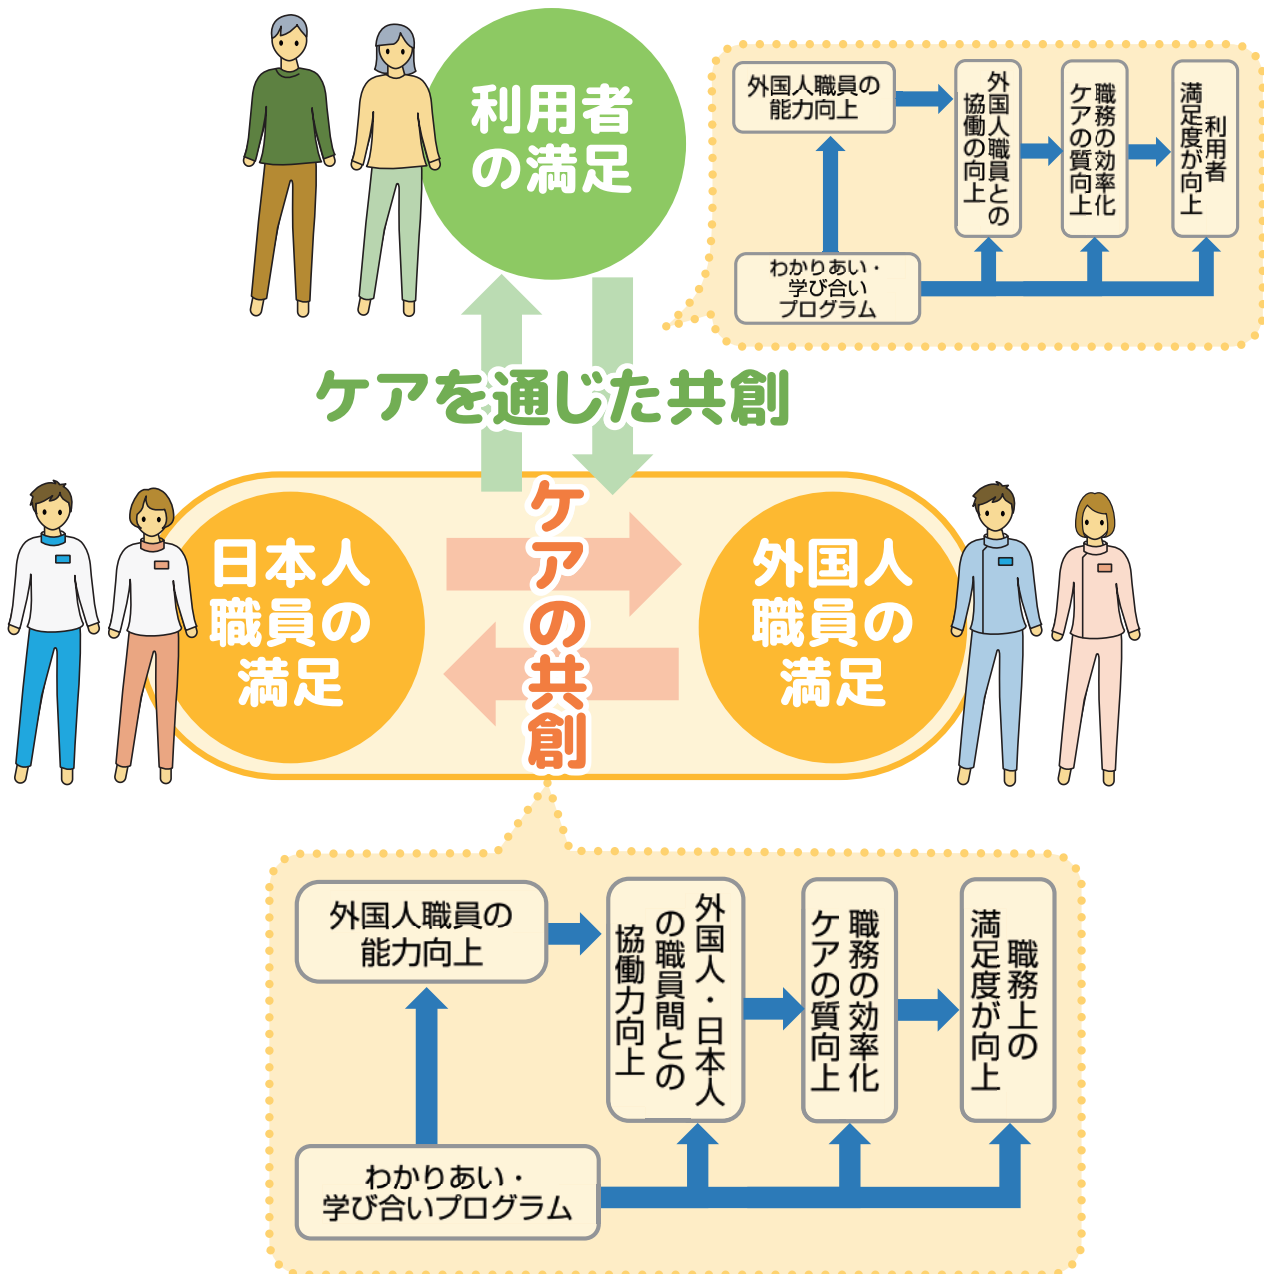 利用者
の満足
外国人職員の
能力向上
外国人職員との
協働の向上
職務の効率化
ケアの質向上
利用者
満足度が向上
わかりあい・
学び合い
プログラム
ケアを通じた共創
日本人
職員の
満足
ケアの共創
外国人
職員の
満足
外国人職員の
能力向上
外国人・日本人
の職員間との
協働力向上
職務の効率化
ケアの質向上
職務上の
満足度が向上
わかりあい・
学び合いプログラム